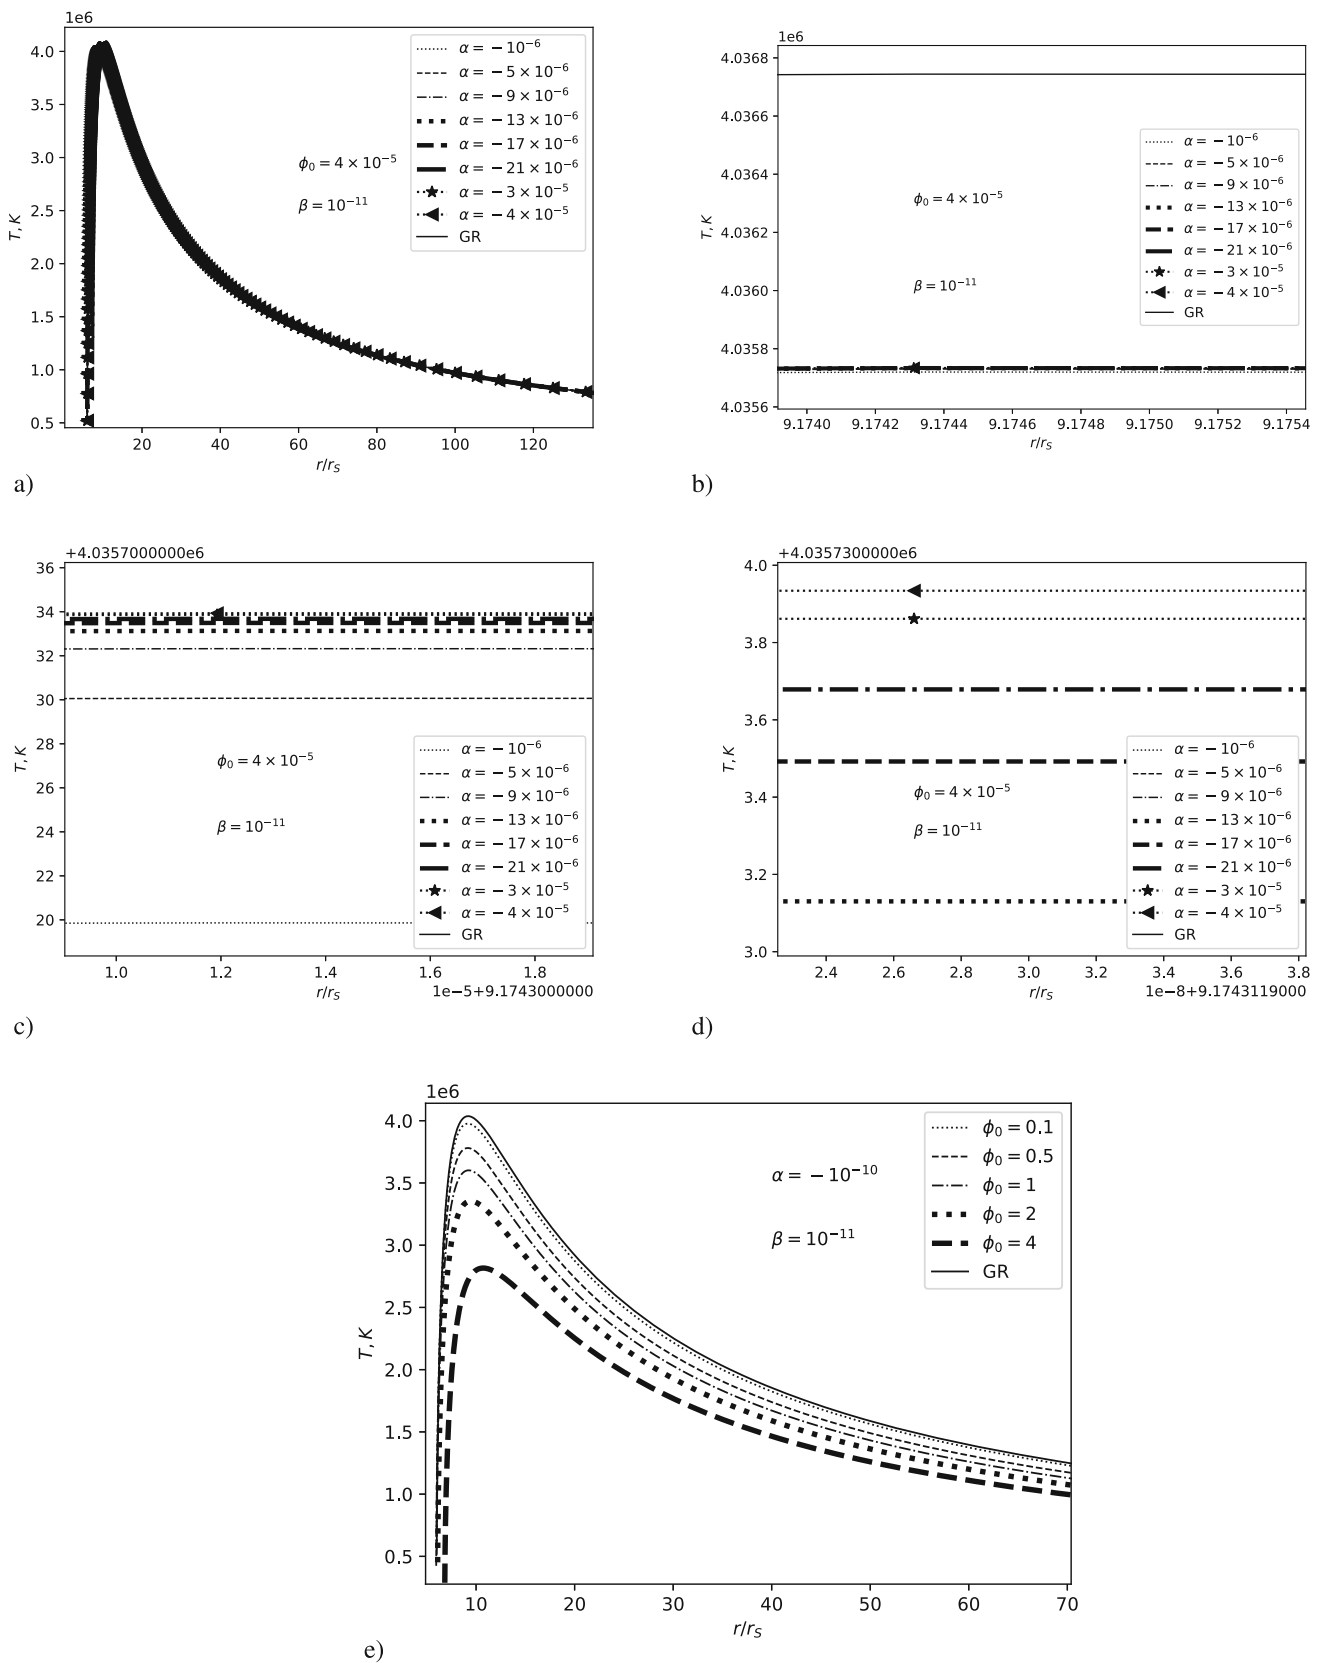 1e6
4.0
3.5
3.0
2.5
2.0
1.5
1.0
0.5
T, K
α = − 10⁻⁶
α = − 5 × 10⁻⁶
α = − 9 × 10⁻⁶
α = − 13 × 10⁻⁶
α = − 17 × 10⁻⁶
α = − 21 × 10⁻⁶
α = − 3 × 10⁻⁵
α = − 4 × 10⁻⁵
GR
ϕ₀ = 4 × 10⁻⁵
β = 10⁻¹¹
20 40 60 80 100 120
r/r_S
a)
1e6
4.0368
4.0366
4.0364
4.0362
4.0360
4.0358
4.0356
T, K
ϕ₀ = 4 × 10⁻⁵
β = 10⁻¹¹
α = − 10⁻⁶
α = − 5 × 10⁻⁶
α = − 9 × 10⁻⁶
α = − 13 × 10⁻⁶
α = − 17 × 10⁻⁶
α = − 21 × 10⁻⁶
α = − 3 × 10⁻⁵
α = − 4 × 10⁻⁵
GR
9.1740 9.1742 9.1744 9.1746 9.1748 9.1750 9.1752 9.1754
r/r_S
b)
+4.0357000000e6
36
34
32
30
28
26
24
22
20
T, K
ϕ₀ = 4 × 10⁻⁵
β = 10⁻¹¹
α = − 10⁻⁶
α = − 5 × 10⁻⁶
α = − 9 × 10⁻⁶
α = − 13 × 10⁻⁶
α = − 17 × 10⁻⁶
α = − 21 × 10⁻⁶
α = − 3 × 10⁻⁵
α = − 4 × 10⁻⁵
GR
1.0 1.2 1.4 1.6 1.8
r/r_S
1e−5+9.1743000000
c)
+4.0357300000e6
4.0
3.8
3.6
3.4
3.2
3.0
T, K
ϕ₀ = 4 × 10⁻⁵
β = 10⁻¹¹
α = − 10⁻⁶
α = − 5 × 10⁻⁶
α = − 9 × 10⁻⁶
α = − 13 × 10⁻⁶
α = − 17 × 10⁻⁶
α = − 21 × 10⁻⁶
α = − 3 × 10⁻⁵
α = − 4 × 10⁻⁵
GR
2.4 2.6 2.8 3.0 3.2 3.4 3.6 3.8
r/r_S
1e−8+9.1743119000
d)
1e6
4.0
3.5
3.0
2.5
2.0
1.5
1.0
0.5
T, K
α = − 10⁻¹⁰
β = 10⁻¹¹
ϕ₀ = 0.1
ϕ₀ = 0.5
ϕ₀ = 1
ϕ₀ = 2
ϕ₀ = 4
GR
10 20 30 40 50 60 70
r/r_S
e)